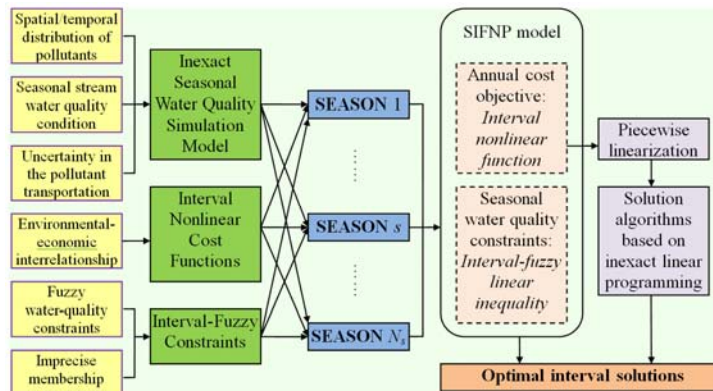 Spatial/temporal
distribution of
pollutants
Seasonal stream
water quality
condition
Uncertainty in
the pollutant
transportation
Environmental-
economic
interrelationship
Fuzzy
water-quality
constraints
Imprecise
membership
Inexact
Seasonal
Water Quality
Simulation
Model
Interval
Nonlinear
Cost
Functions
Interval-Fuzzy
Constraints
SEASON 1
SEASON s
SEASON Ns
SIFNP model
Annual cost
objective:
Interval
nonlinear
function
Seasonal
water quality
constraints:
Interval-fuzzy
linear
inequality
Piecewise
linearization
Solution
algorithms
based on
inexact linear
programming
Optimal interval solutions